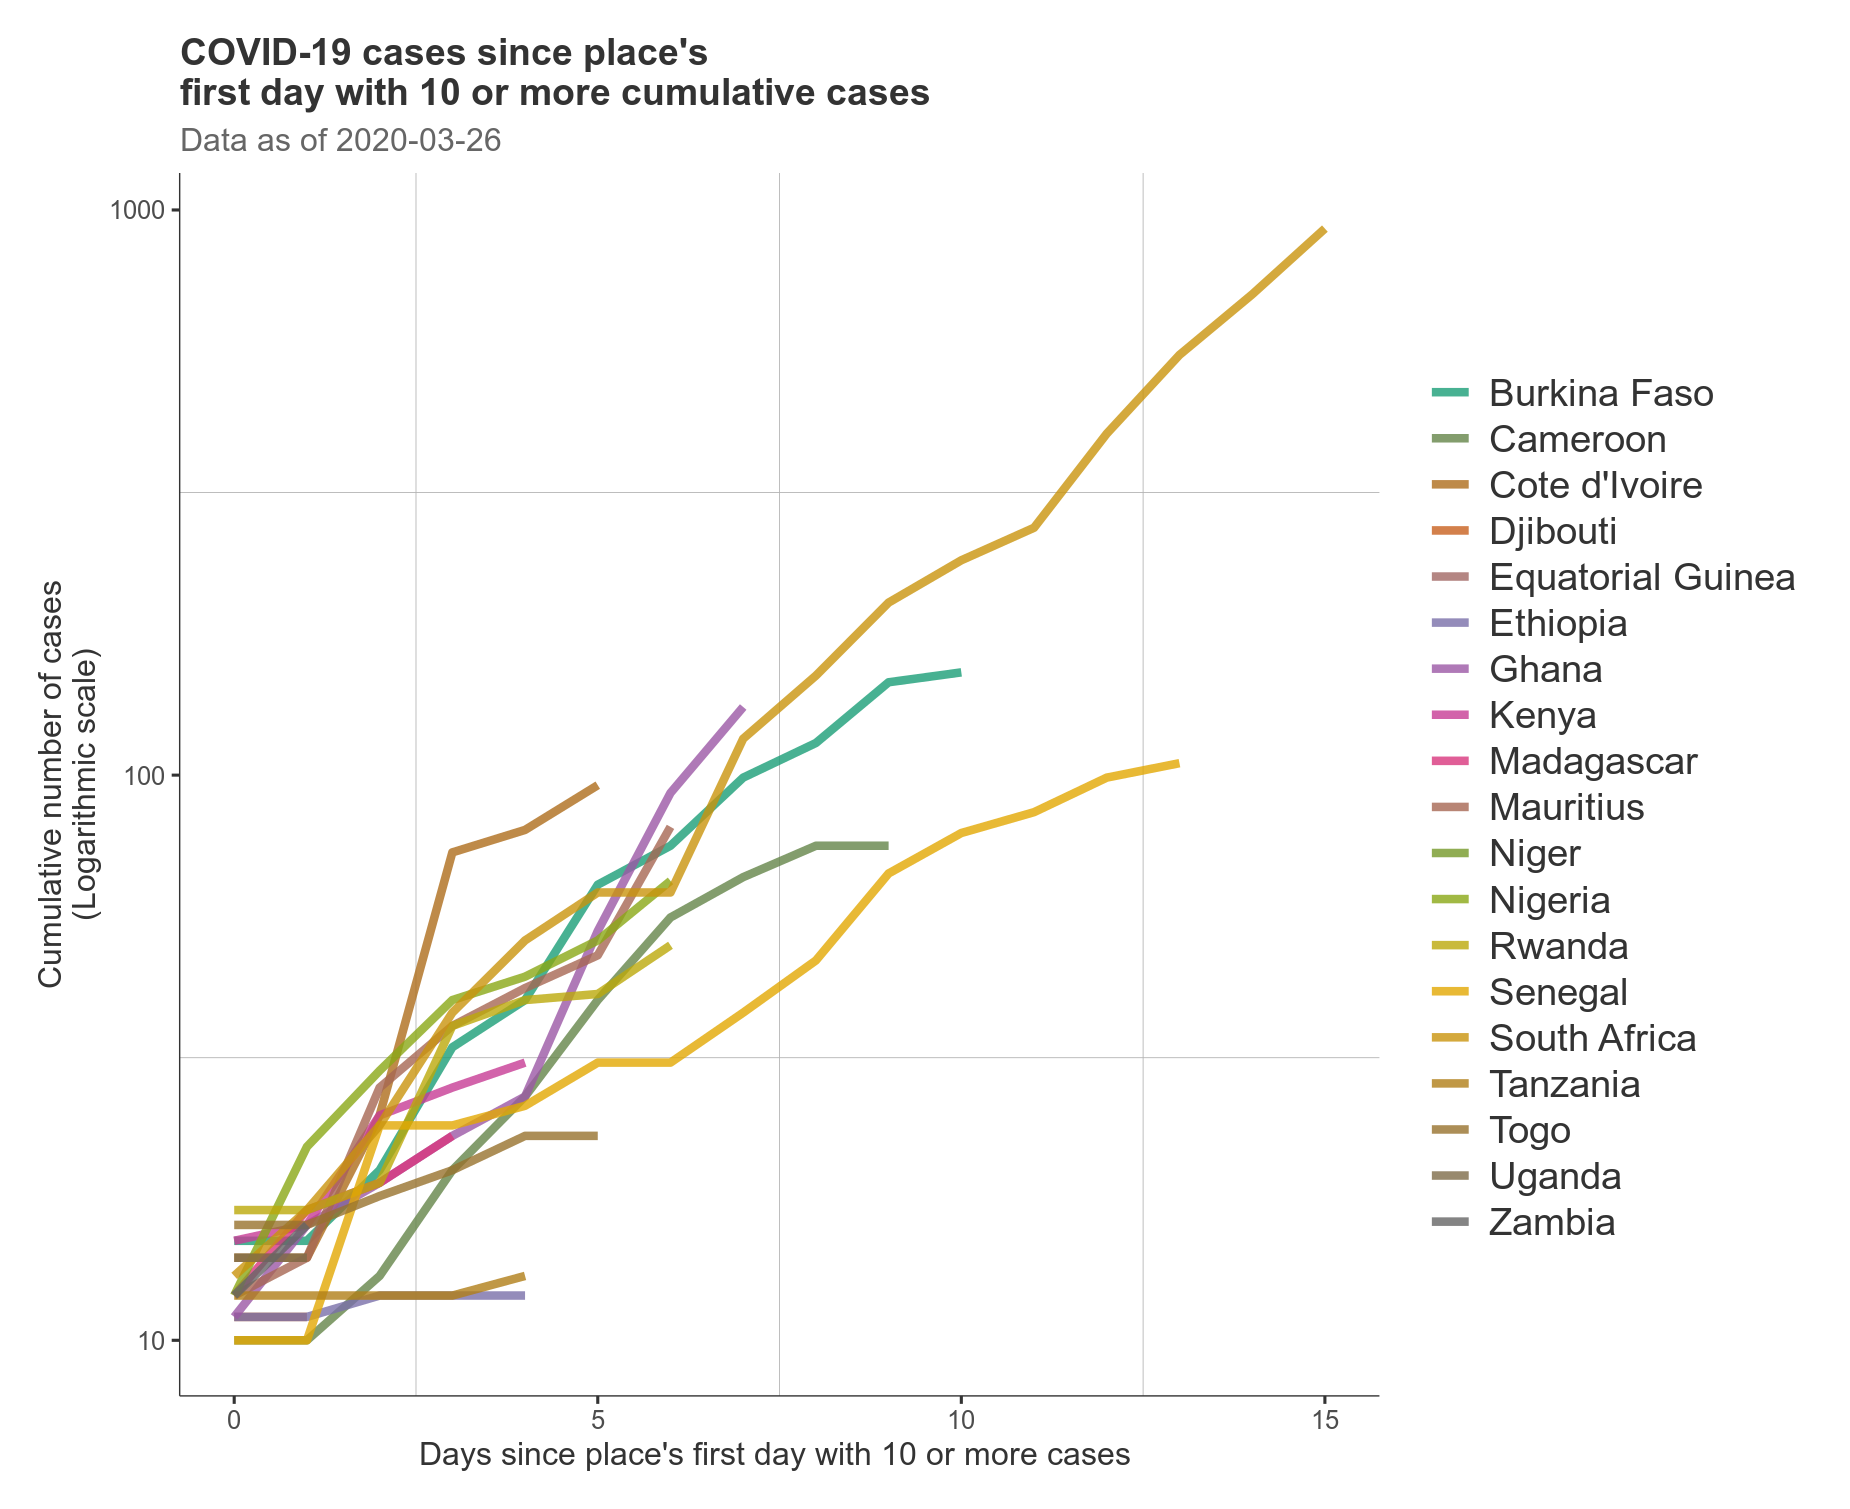 COVID-19 cases since place's
first day with 10 or more cumulative cases
Data as of 2020-03-26
Cumulative number of cases
(Logarithmic scale)
1000
100
10
0 5 10 15
Days since place's first day with 10 or more cases
Burkina Faso
Cameroon
Cote d'Ivoire
Djibouti
Equatorial Guinea
Ethiopia
Ghana
Kenya
Madagascar
Mauritius
Niger
Nigeria
Rwanda
Senegal
South Africa
Tanzania
Togo
Uganda
Zambia